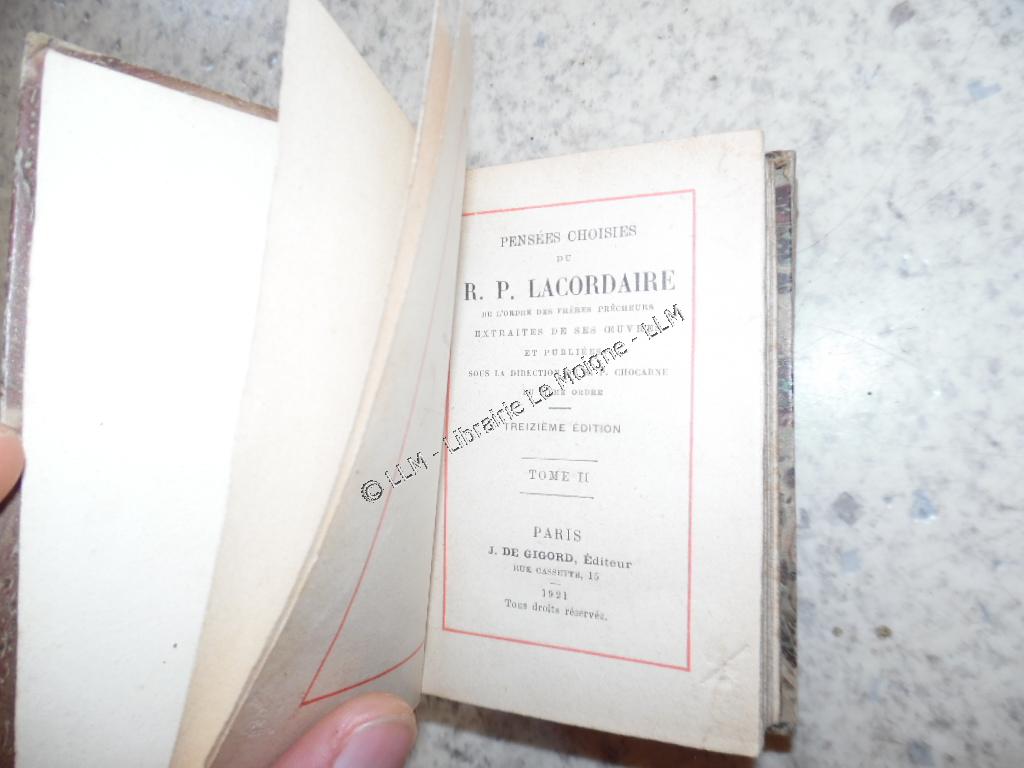 PENSÉES CHOISIES
DU
R. P. LACORDAIRE
DE L'ORDRE DES FRÈRES PRÊCHEURS
EXTRAITES DE SES ŒUVRES
ET PUBLIÉES
SOUS LA DIRECTION CHOCARNE
ORDRE
TREIZIÈME ÉDITION
TOME II
PARIS
J. DE GIGORD, Éditeur
RUE CASSETTE, 15
1921
Tous droits réservés.
© LLM - Librairie Le Moigne - LLM